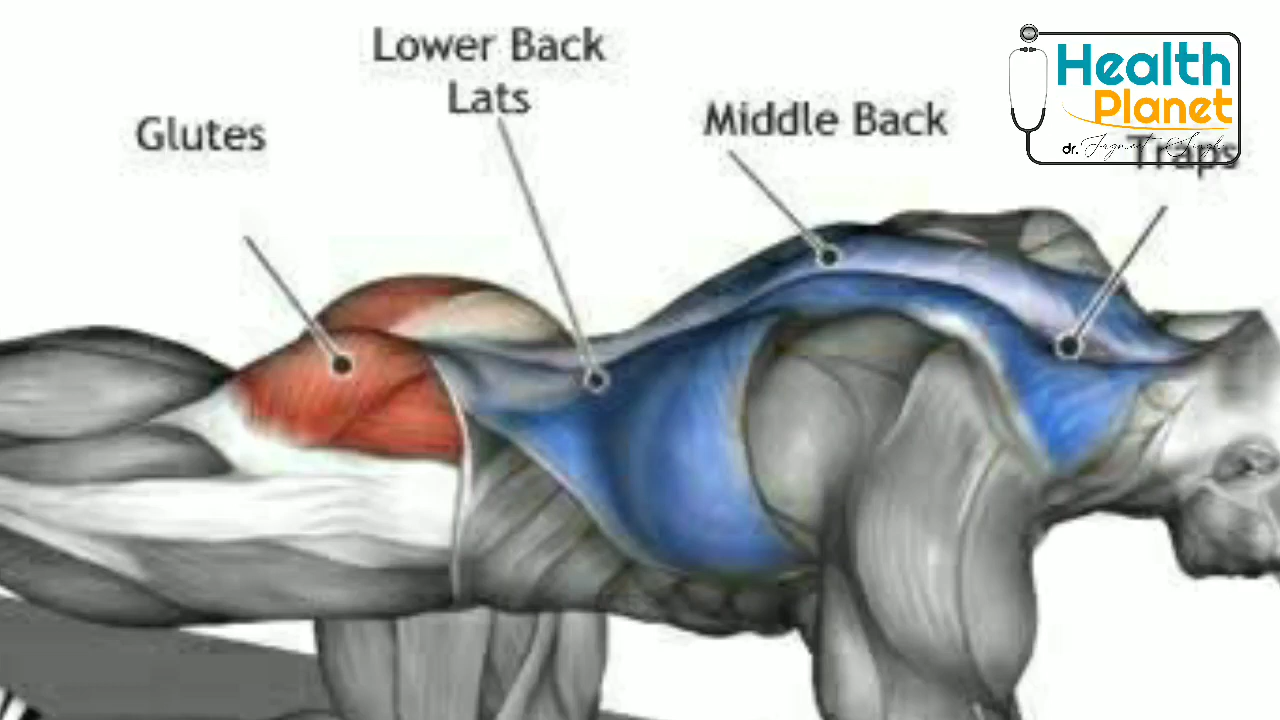 Lower Back
Lats
Glutes
Middle Back
Traps
Health
Planet
dr.